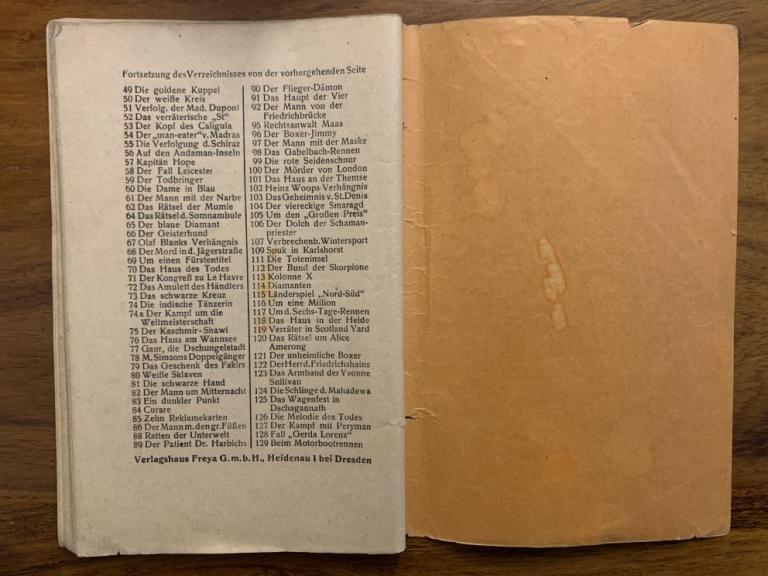 Fortsetzung des Verzeichnisses von der vorhergehenden Seite
49 Die goldene Kuppel
50 Der weiße Kreis
51 Verfolg. der Mad. Dupont
52 Das verräterische „St"
53 Der Kopf des Caligula
54 Der „man-eater" v. Madras
55 Die Verfolgung d. Schiraz
56 Auf den Andaman-Inseln
57 Kapitän Hope
58 Der Fall Leicester
59 Der Todbringer
60 Die Dame in Blau
61 Der Mann mit der Narbe
62 Das Rätsel der Mumie
64 Das Rätsel d. Somnambule
65 Der blaue Diamant
66 Der Geisterhund
67 Olaf Blanks Verhängnis
68 Der Mord in d. Jägerstraße
69 Um einen Fürstentitel
70 Das Haus des Todes
71 Der Kongreß zu Le Havre
72 Das Amulett des Händlers
73 Das schwarze Kreuz
74 Die indische Tänzerin
74a Der Kampf um die
Weltmeisterschaft
75 Der Kaschmir-Shawl
76 Das Haus am Wannsee
77 Gaur, die Dschungelstadt
78 M. Simsons Doppelgänger
79 Das Geschenk des Fakirs
80 Weiße Sklaven
81 Die schwarze Hand
82 Der Mann um Mitternacht
83 Ein dunkler Punkt
84 Curare
85 Zehn Reklamekarten
86 Der Mann m. den gr. Füßen
88 Ratten der Unterwelt
89 Der Patient Dr. Harbichs
90 Der Flieger-Dämon
91 Das Haupt der Vier
92 Der Mann von der
Friedrichbrücke
95 Rechtsanwalt Maas
96 Der Boxer-Jimmy
97 Der Mann mit der Maske
98 Das Gabelbach-Rennen
99 Die rote Seidenschnur
100 Der Mörder von London
101 Das Haus an der Themse
102 Heinz Woops Verhängnis
103 Das Geheimnis v. St. Denis
104 Der viereckige Smaragd
105 Um den „Großen Preis"
106 Der Dolch der Schaman-
priester
107 Verbrechen b. Wintersport
109 Spuk in Karlshorst
111 Die Toteninsel
112 Der Bund der Skorpione
113 Kolonne X
114 Diamanten
115 Länderspiel „Nord-Süd"
116 Um eine Million
117 Um d. Sechs-Tage-Rennen
118 Das Haus in der Heide
119 Verräter in Scotland Yard
120 Das Rätsel um Alice
Amerong
121 Der unheimliche Boxer
122 Der Herr d. Friedrichshains
123 Das Armband der Yvonne
Sullivan
124 Die Schlinge d. Mahadewa
125 Das Wagenfest in
Dschagannath
126 Die Melodie des Todes
127 Der Kampf mit Peryman
128 Fall „Gerda Lorenz"
129 Beim Motorbootrennen
Verlagshaus Freya G. m. b. H., Heidenau I bei Dresden